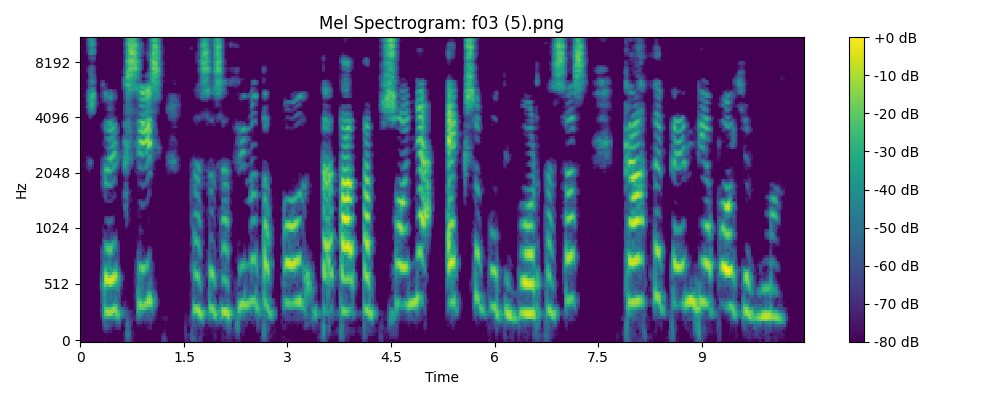 Mel Spectrogram: f03 (5).png
Hz
8192
4096
2048
1024
512
0
0 1.5 3 4.5 6 7.5 9
Time
+0 dB
-10 dB
-20 dB
-30 dB
-40 dB
-50 dB
-60 dB
-70 dB
-80 dB